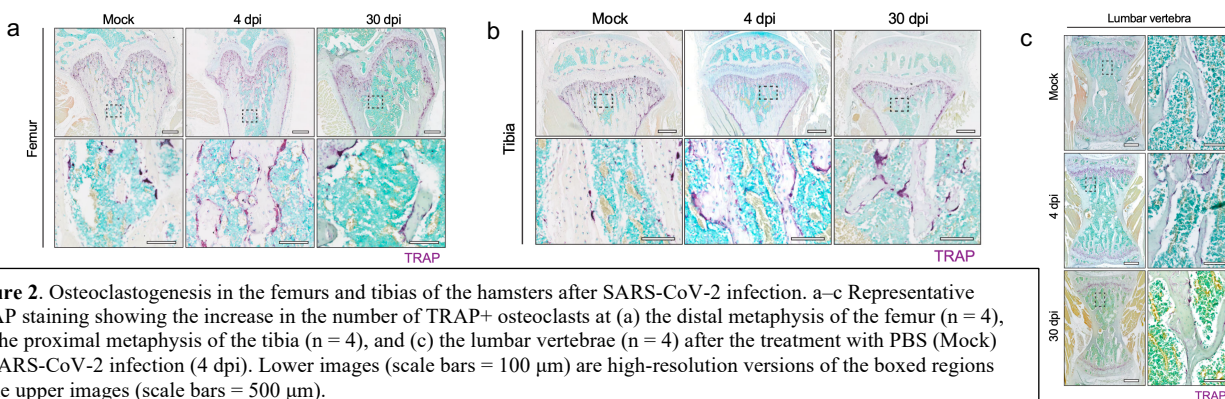 a
Mock 4 dpi 30 dpi
Femur
TRAP
b
Mock 4 dpi 30 dpi
Tibia
TRAP
c
Lumbar vertebra
Mock
4 dpi
30 dpi
TRAP
ure 2. Osteoclastogenesis in the femurs and tibias of the hamsters after SARS-CoV-2 infection. a–c Representative
AP staining showing the increase in the number of TRAP+ osteoclasts at (a) the distal metaphysis of the femur (n = 4),
he proximal metaphysis of the tibia (n = 4), and (c) the lumbar vertebrae (n = 4) after the treatment with PBS (Mock)
ARS-CoV-2 infection (4 dpi). Lower images (scale bars = 100 μm) are high-resolution versions of the boxed regions
e upper images (scale bars = 500 μm).